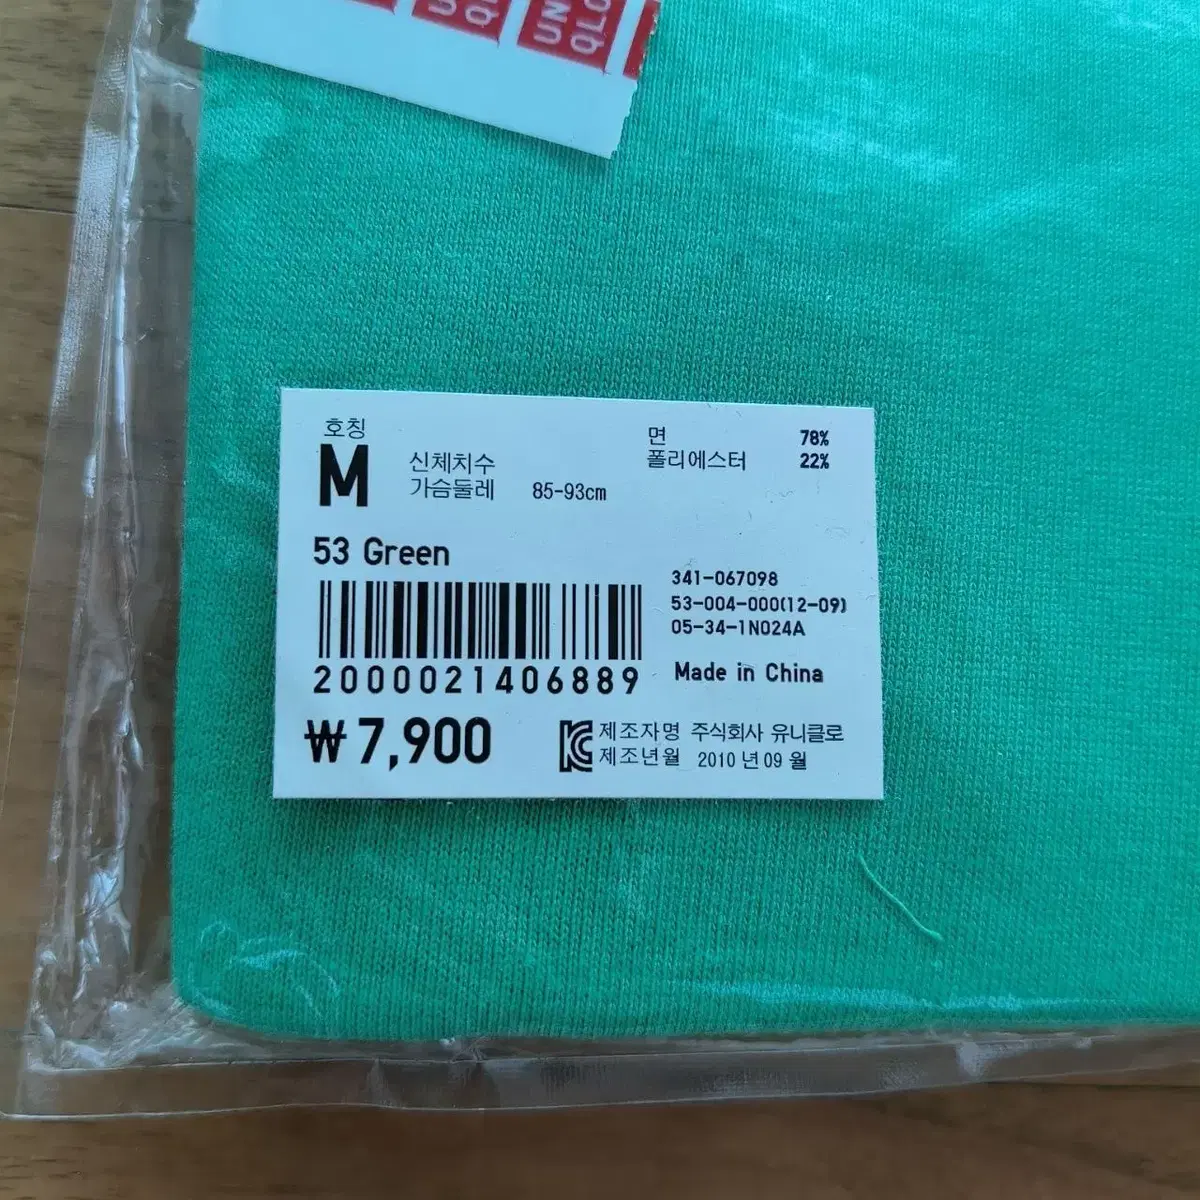 UNI
QLO
호칭
M
신체치수
가슴둘레 85-93cm
면 78%
폴리에스터 22%
53 Green
2000021406889
341-067098
53-004-000(12-09)
05-34-1N024A
Made in China
₩7,900
제조자명 주식회사 유니클로
제조년월 2010 년 09 월